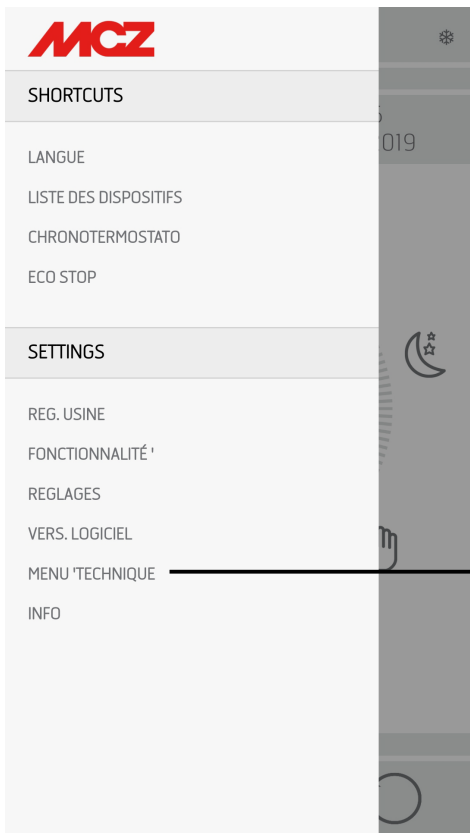 MCZ
SHORTCUTS
019
LANGUE
LISTE DES DISPOSITIFS
CHRONOTERMOSTATO
ECO STOP
SETTINGS
REG. USINE
FONCTIONNALITÉ '
REGLAGES
VERS. LOGICIEL
MENU 'TECHNIQUE
INFO